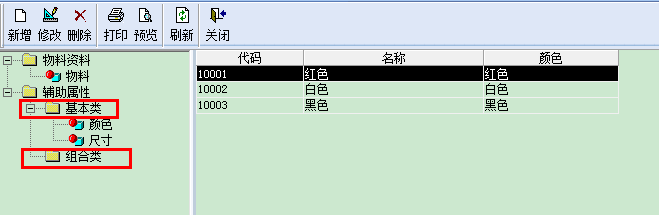 新增 修改 删除 打印 预览 刷新 关闭
物料资料
物料
辅助属性
基本类
颜色
尺寸
组合类
代码 名称 颜色
10001 红色 红色
10002 白色 白色
10003 黑色 黑色